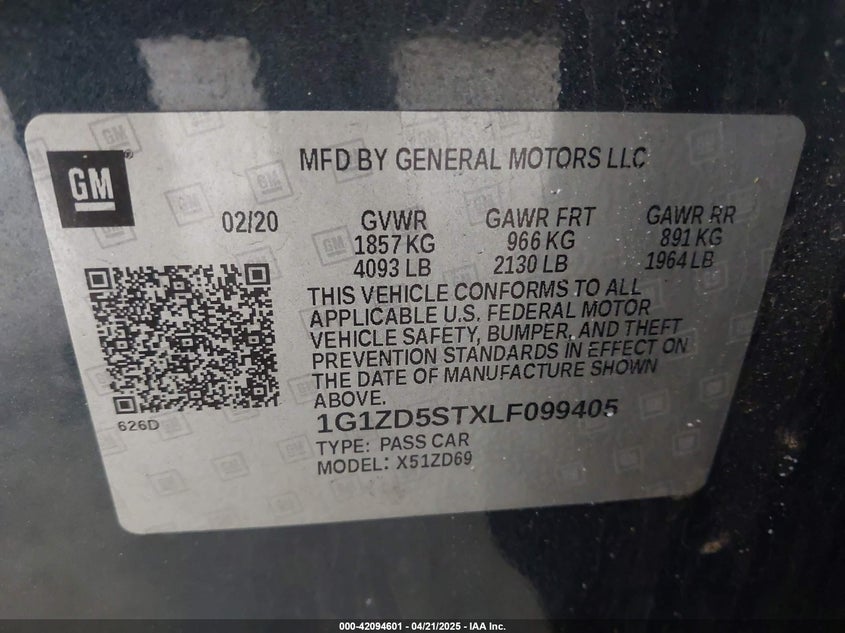 GM
MFD BY GENERAL MOTORS LLC
02/20
GVWR GAWR FRT GAWR RR
1857 KG 966 KG 891 KG
4093 LB 2130 LB 1964 LB
THIS VEHICLE CONFORMS TO ALL
APPLICABLE U.S. FEDERAL MOTOR
VEHICLE SAFETY, BUMPER, AND THEFT
PREVENTION STANDARDS IN EFFECT ON
THE DATE OF MANUFACTURE SHOWN
ABOVE.
626D
1G1ZD5STXLF099405
TYPE: PASS CAR
MODEL: X51ZD69
000-42094601 - 04/21/2025 - IAA Inc.